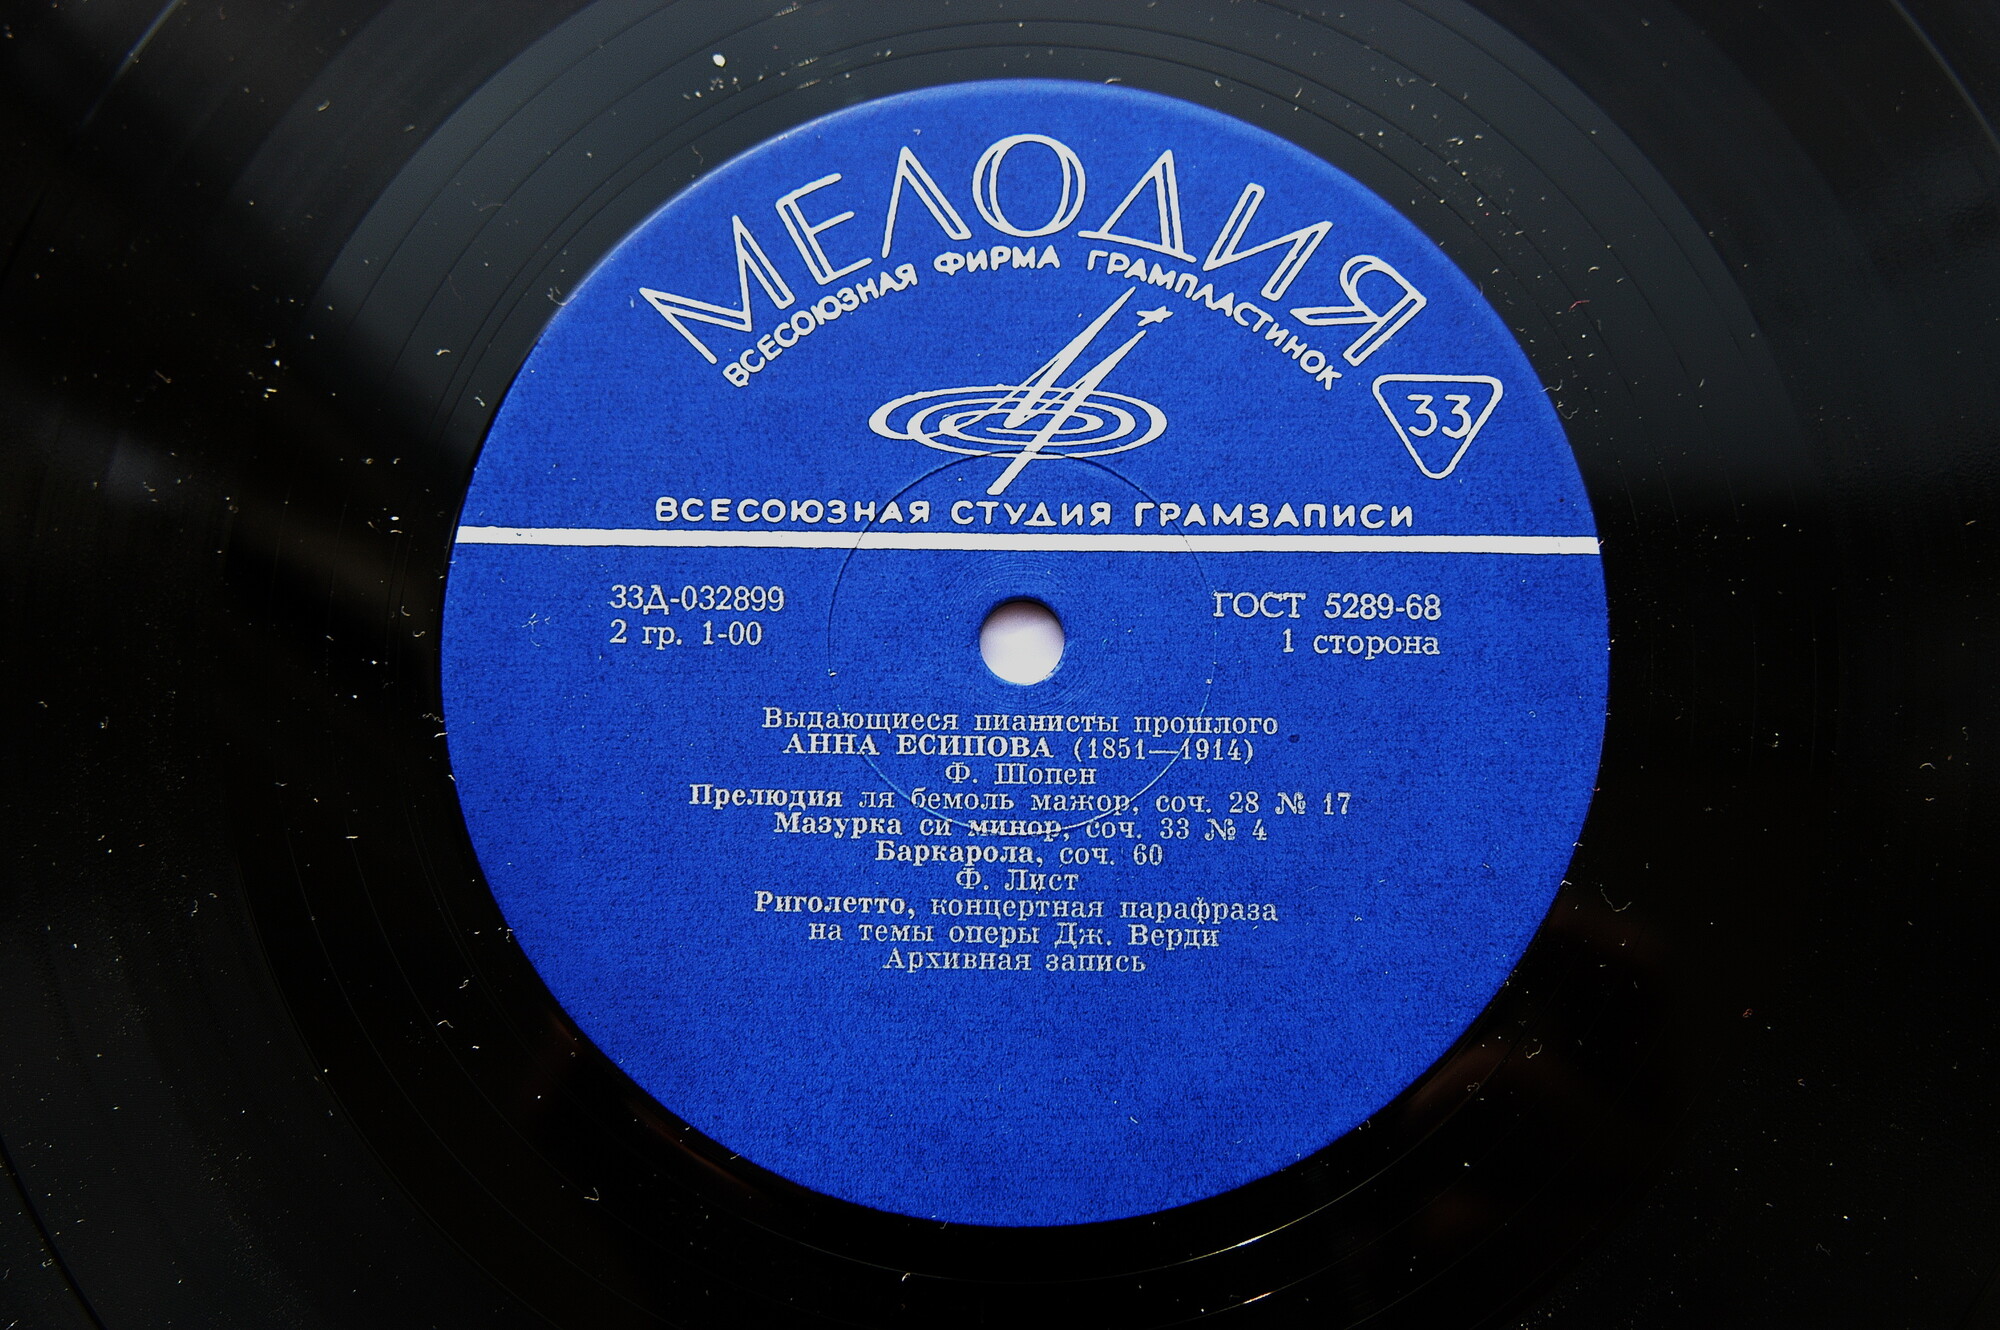 МЕЛОДИЯ
ВСЕСОЮЗНАЯ ФИРМА ГРАМПЛАСТИНОК
33
ВСЕСОЮЗНАЯ СТУДИЯ ГРАМЗАПИСИ
33Д-032899 ГОСТ 5289-68
2 гр. 1-00 1 сторона
Выдающиеся пианисты прошлого
АННА ЕСИПОВА (1851—1914)
Ф. Шопен
Прелюдия ля бемоль мажор, соч. 28 № 17
Мазурка си минор, соч. 33 № 4
Баркарола, соч. 60
Ф. Лист
Риголетто, концертная парафраза
на темы оперы Дж. Верди
Архивная запись